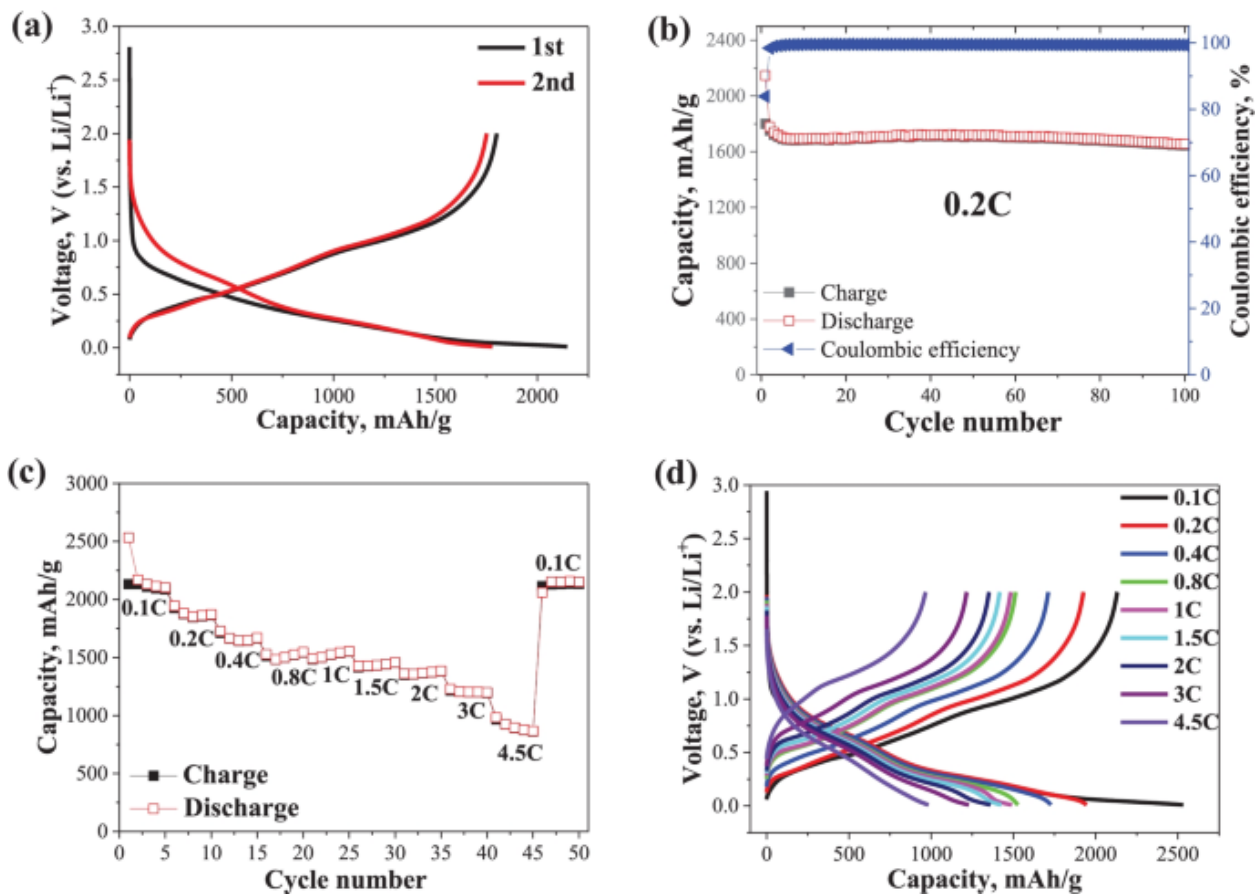 (a)
3.0
2.5
2.0
1.5
1.0
0.5
0.0
Voltage, V (vs. Li/Li⁺)
1st
2nd
0 500 1000 1500 2000
Capacity, mAh/g
(b)
2400
2000
1600
1200
800
400
0
Capacity, mAh/g
0.2C
Charge
Discharge
Coulombic efficiency
100
80
60
40
20
0
Coulombic efficiency, %
0 20 40 60 80 100
Cycle number
(c)
3000
2500
2000
1500
1000
500
0
Capacity, mAh/g
0.1C
0.2C
0.4C
0.8C
1C
1.5C
2C
3C
4.5C
0.1C
Charge
Discharge
0 5 10 15 20 25 30 35 40 45 50
Cycle number
(d)
3.0
2.5
2.0
1.5
1.0
0.5
0.0
Voltage, V (vs. Li/Li⁺)
0.1C
0.2C
0.4C
0.8C
1C
1.5C
2C
3C
4.5C
0 500 1000 1500 2000 2500
Capacity, mAh/g